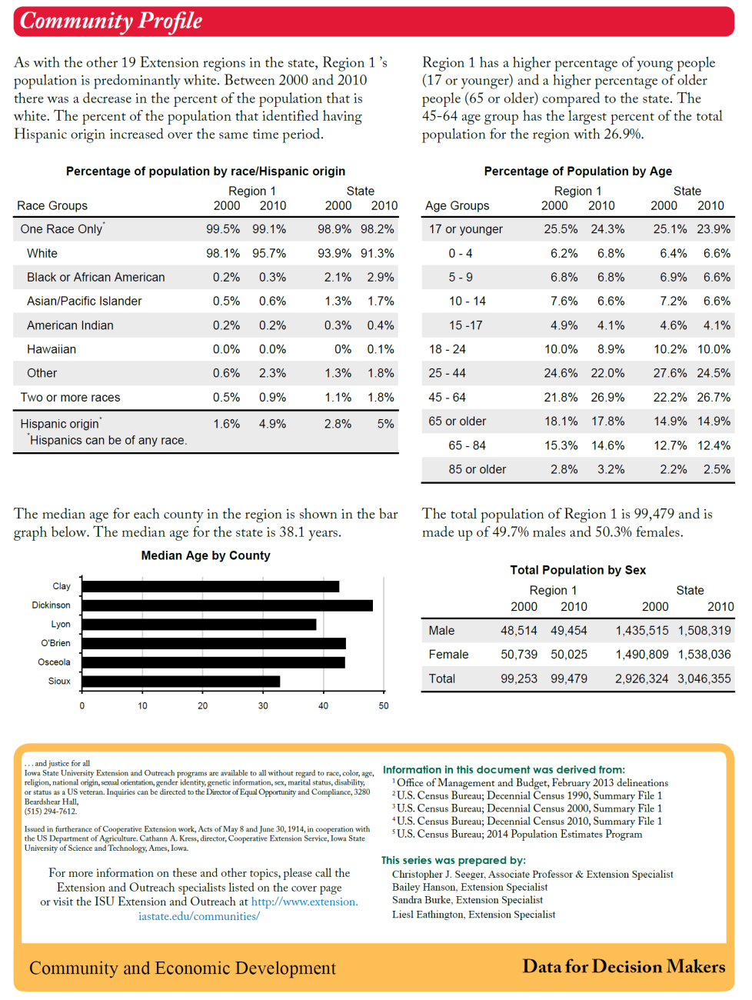 Community Profile
As with the other 19 Extension regions in the state, Region 1 's
population is predominantly white. Between 2000 and 2010
there was a decrease in the percent of the population that is
white. The percent of the population that identified having
Hispanic origin increased over the same time period.
Percentage of population by race/Hispanic origin
Region 1 State
Race Groups 2000 2010 2000 2010
One Race Only* 99.5% 99.1% 98.9% 98.2%
White 98.1% 95.7% 93.9% 91.3%
Black or African American 0.2% 0.3% 2.1% 2.9%
Asian/Pacific Islander 0.5% 0.6% 1.3% 1.7%
American Indian 0.2% 0.2% 0.3% 0.4%
Hawaiian 0.0% 0.0% 0% 0.1%
Other 0.6% 2.3% 1.3% 1.8%
Two or more races 0.5% 0.9% 1.1% 1.8%
Hispanic origin* 1.6% 4.9% 2.8% 5%
*Hispanics can be of any race.
Region 1 has a higher percentage of young people
(17 or younger) and a higher percentage of older
people (65 or older) compared to the state. The
45-64 age group has the largest percent of the total
population for the region with 26.9%.
Percentage of Population by Age
Region 1 State
Age Groups 2000 2010 2000 2010
17 or younger 25.5% 24.3% 25.1% 23.9%
0 - 4 6.2% 6.8% 6.4% 6.6%
5 - 9 6.8% 6.8% 6.9% 6.6%
10 - 14 7.6% 6.6% 7.2% 6.6%
15 -17 4.9% 4.1% 4.6% 4.1%
18 - 24 10.0% 8.9% 10.2% 10.0%
25 - 44 24.6% 22.0% 27.6% 24.5%
45 - 64 21.8% 26.9% 22.2% 26.7%
65 or older 18.1% 17.8% 14.9% 14.9%
65 - 84 15.3% 14.6% 12.7% 12.4%
85 or older 2.8% 3.2% 2.2% 2.5%
The median age for each county in the region is shown in the bar
graph below. The median age for the state is 38.1 years.
Median Age by County
Clay
Dickinson
Lyon
O'Brien
Osceola
Sioux
0 10 20 30 40 50
The total population of Region 1 is 99,479 and is
made up of 49.7% males and 50.3% females.
Total Population by Sex
Region 1 State
2000 2010 2000 2010
Male 48,514 49,454 1,435,515 1,508,319
Female 50,739 50,025 1,490,809 1,538,036
Total 99,253 99,479 2,926,324 3,046,355
. . . and justice for all
Iowa State University Extension and Outreach programs are available to all without regard to race, color, age,
religion, national origin, sexual orientation, gender identity, genetic information, sex, marital status, disability,
or status as a US veteran. Inquiries can be directed to the Director of Equal Opportunity and Compliance, 3280
Beardshear Hall,
(515) 294-7612.
Issued in furtherance of Cooperative Extension work, Acts of May 8 and June 30, 1914, in cooperation with
the US Department of Agriculture. Cathann A. Kress, director, Cooperative Extension Service, Iowa State
University of Science and Technology, Ames, Iowa.
For more information on these and other topics, please call the
Extension and Outreach specialists listed on the cover page
or visit the ISU Extension and Outreach at http://www.extension.
iastate.edu/communities/
Information in this document was derived from:
1 Office of Management and Budget, February 2013 delineations
2 U.S. Census Bureau; Decennial Census 1990, Summary File 1
3 U.S. Census Bureau; Decennial Census 2000, Summary File 1
4 U.S. Census Bureau; Decennial Census 2010, Summary File 1
5 U.S. Census Bureau; 2014 Population Estimates Program
This series was prepared by:
Christopher J. Seeger, Associate Professor & Extension Specialist
Bailey Hanson, Extension Specialist
Sandra Burke, Extension Specialist
Liesl Eathington, Extension Specialist
Community and Economic Development
Data for Decision Makers